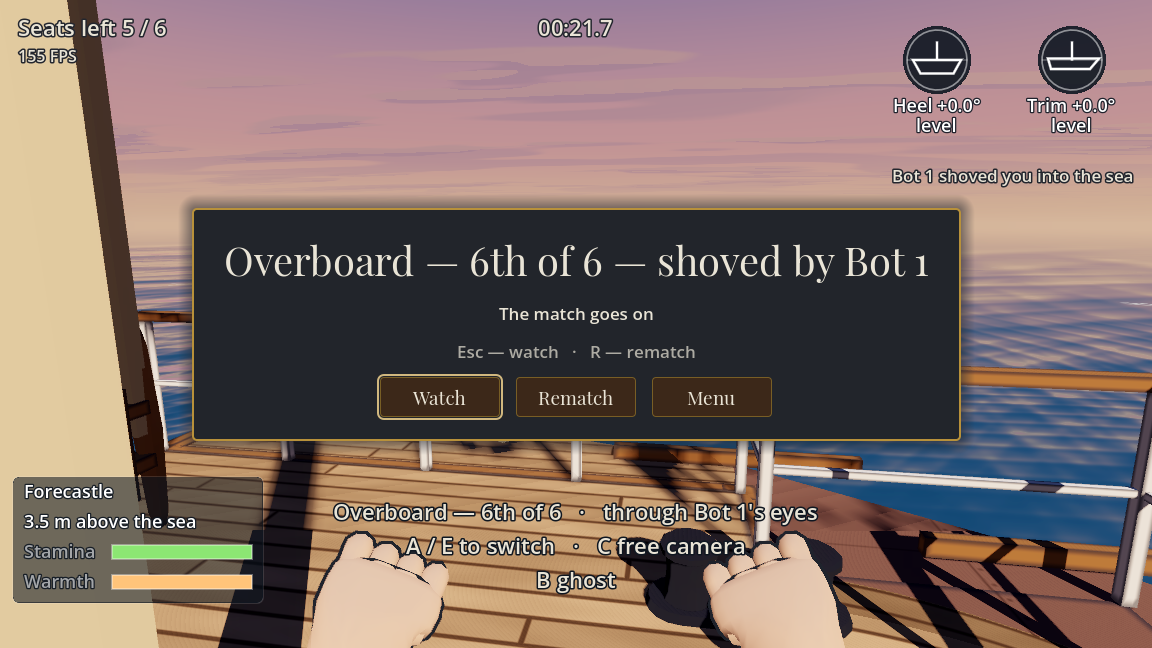 Seats left 5 / 6
155 FPS
00:21.7
Heel +0.0°
level
Trim +0.0°
level
Bot 1 shoved you into the sea
Overboard — 6th of 6 — shoved by Bot 1
The match goes on
Esc — watch · R — rematch
Watch
Rematch
Menu
Forecastle
3.5 m above the sea
Stamina
Warmth
Overboard — 6th of 6 · through Bot 1's eyes
A / E to switch · C free camera
B ghost